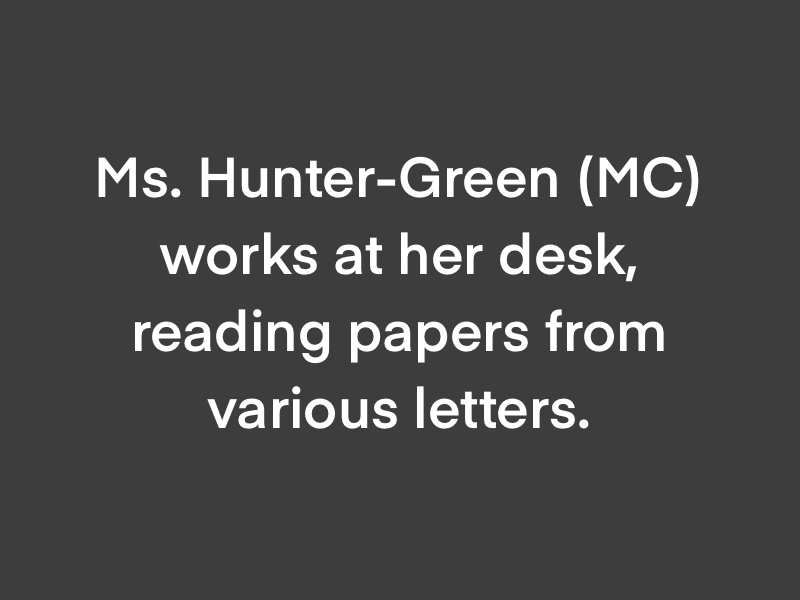 Ms. Hunter-Green (MC)
works at her desk,
reading papers from
various letters.